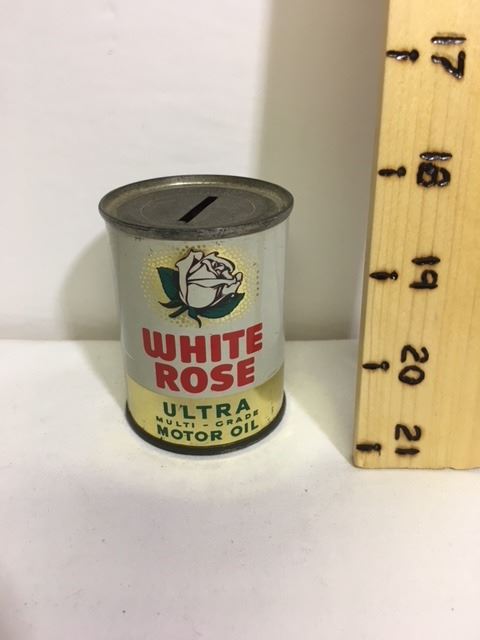 WHITE
ROSE
ULTRA
MULTI - GRADE
MOTOR OIL
17
18
19
20
21